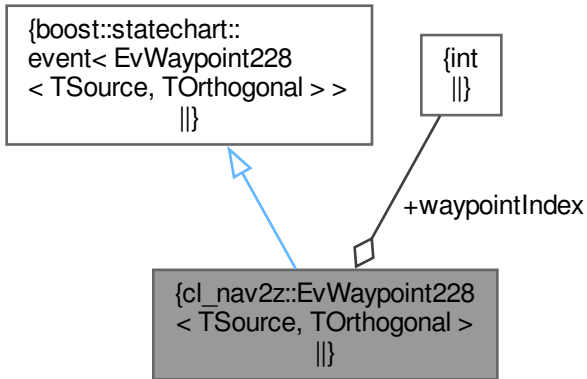 {boost::statechart::
event< EvWaypoint228
< TSource, TOrthogonal > >
||}
{int
||}
+waypointIndex
{cl_nav2z::EvWaypoint228
< TSource, TOrthogonal >
||}